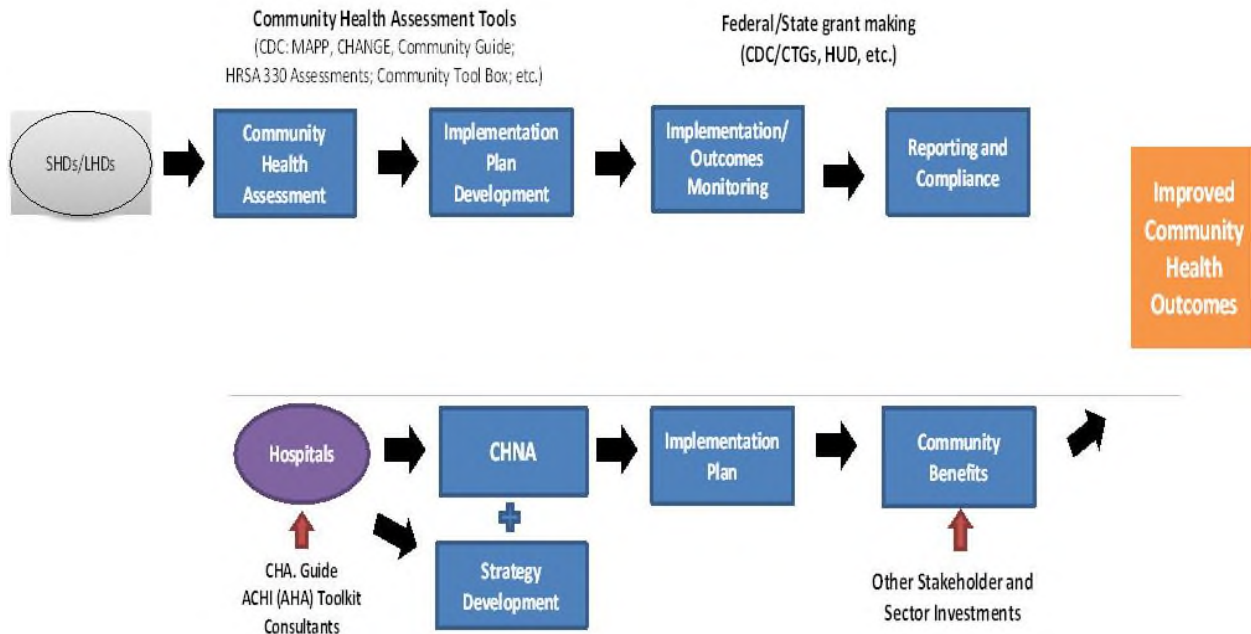 Community Health Assessment Tools
(CDC: MAPP, CHANGE, Community Guide;
HRSA 330 Assessments; Community Tool Box; etc.)
Federal/State grant making
(CDC/CTGs, HUD, etc.)
SHDs/LHDs
Community
Health
Assessment
Implementation
Plan
Development
Implementation/
Outcomes
Monitoring
Reporting and
Compliance
Improved
Community
Health
Outcomes
Hospitals
CHNA
Implementation
Plan
Community
Benefits
Strategy
Development
CHA. Guide
ACHI (AHA) Toolkit
Consultants
Other Stakeholder and
Sector Investments